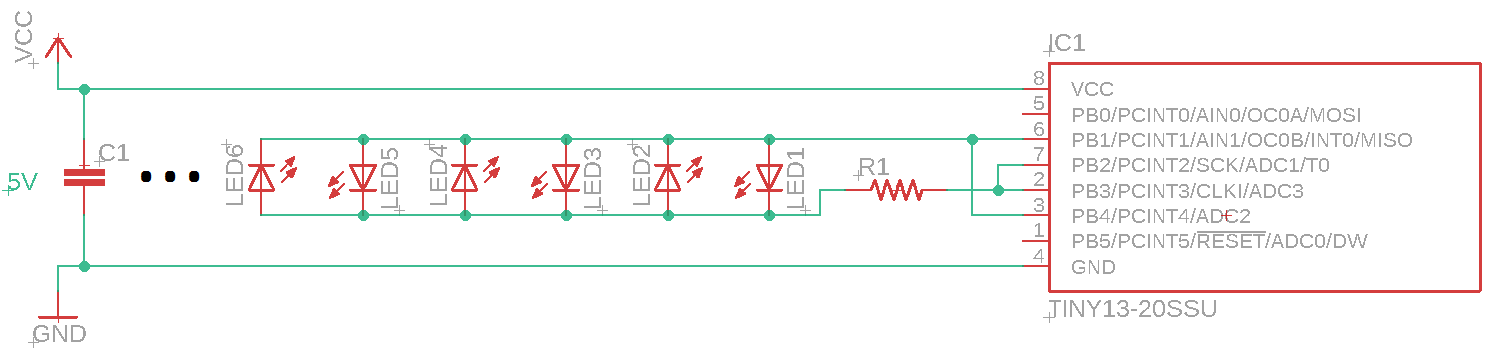 VCC
IC1
8
VCC
5
PB0/PCINT0/AIN0/OC0A/MOSI
6
PB1/PCINT1/AIN1/OC0B/INT0/MISO
7
PB2/PCINT2/SCK/ADC1/T0
2
PB3/PCINT3/CLKI/ADC3
3
PB4/PCINT4/ADC2
1
PB5/PCINT5/RESET/ADC0/DW
4
GND
TINY13-20SSU
C1
5V
LED6
LED5
LED4
LED3
LED2
LED1
R1
GND